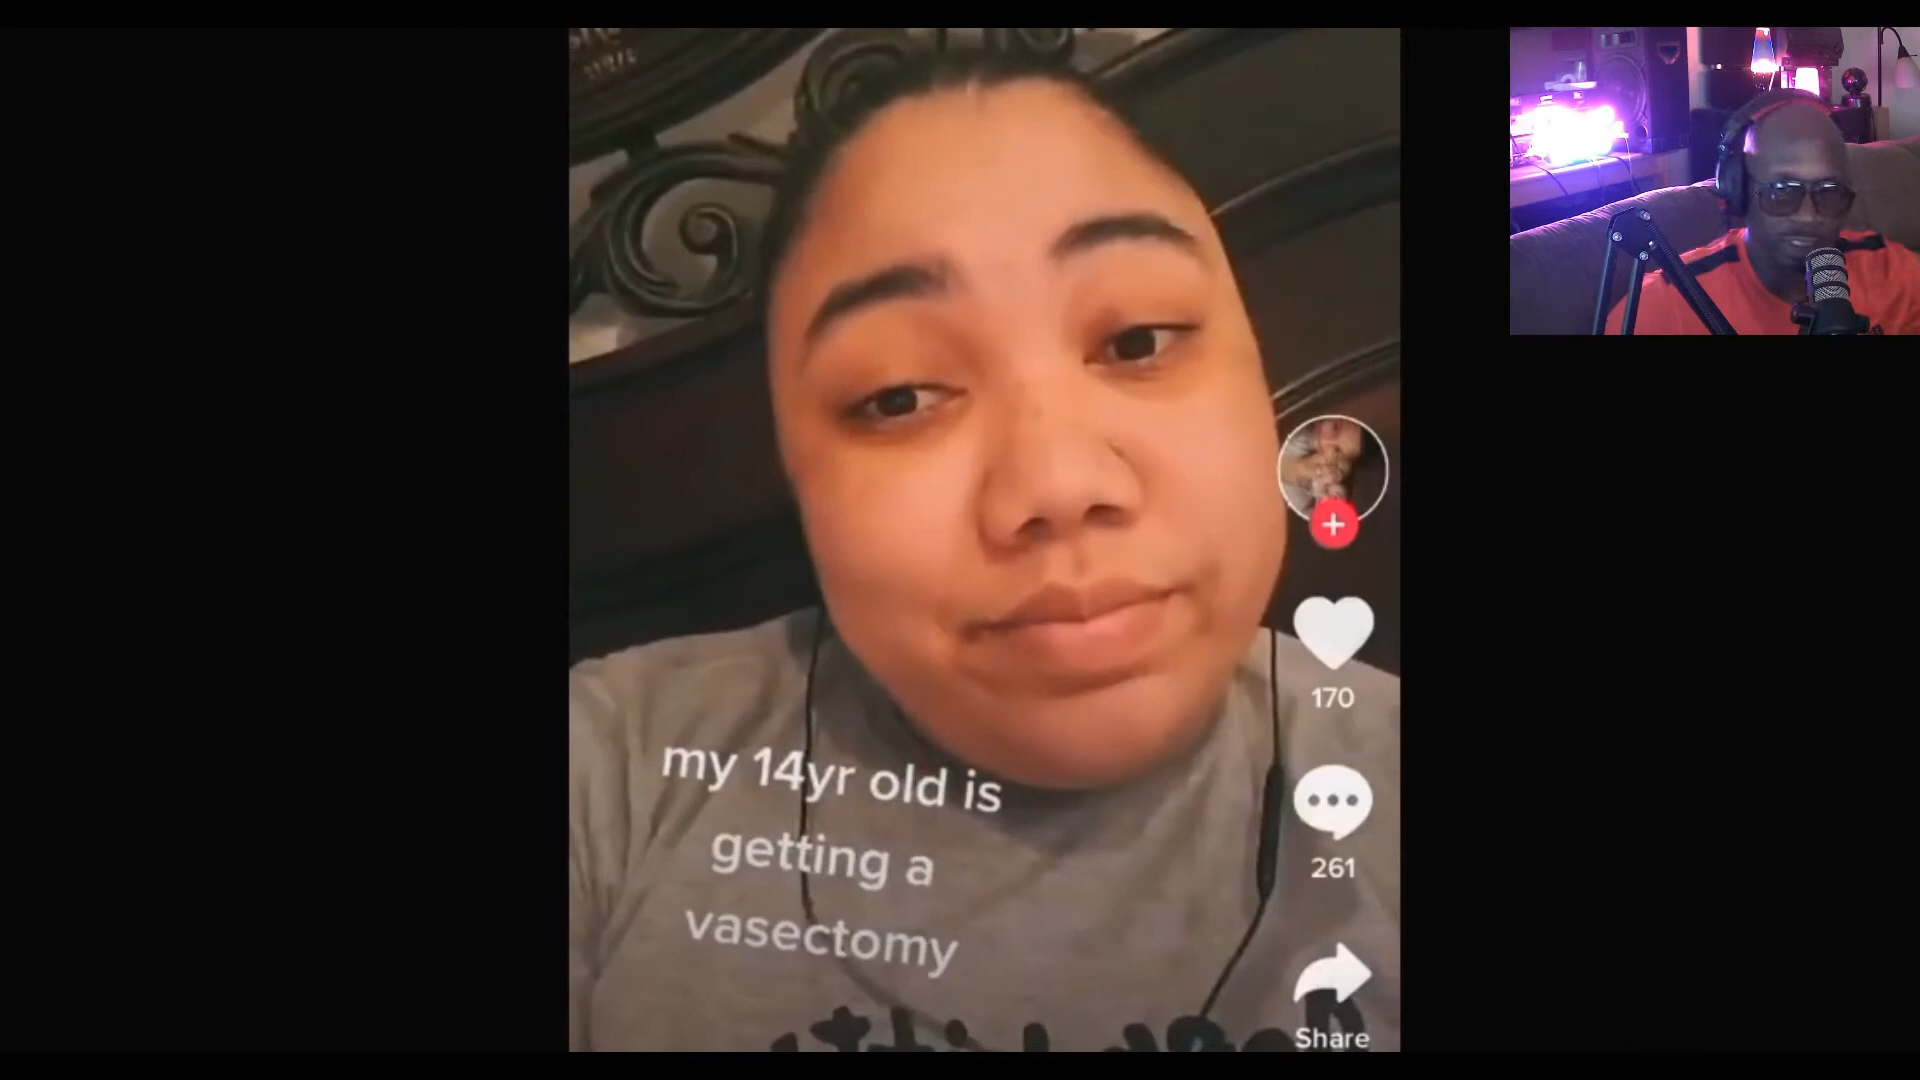 my 14yr old is
getting a
vasectomy
170
261
Share